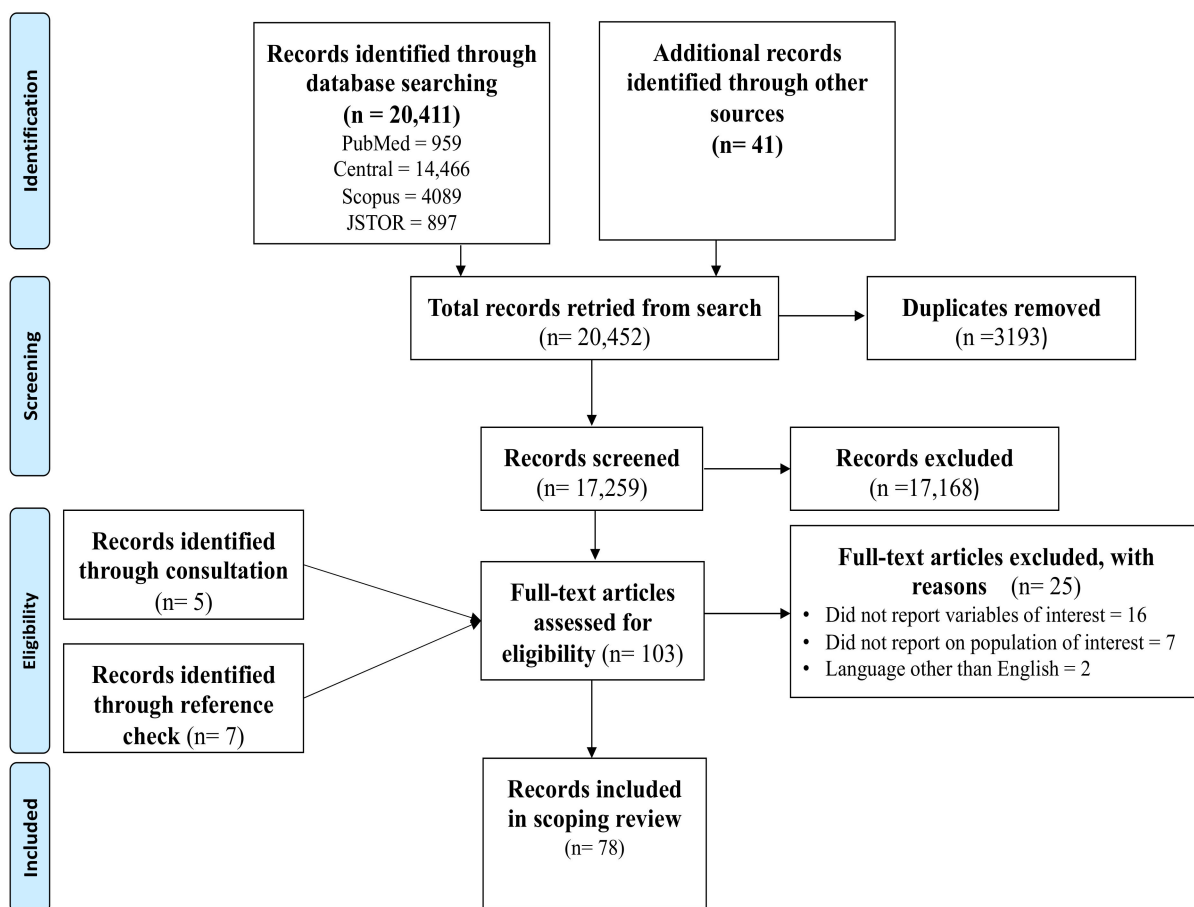 Identification
Records identified through
database searching
(n = 20,411)
PubMed = 959
Central = 14,466
Scopus = 4089
JSTOR = 897
Additional records
identified through other
sources
(n= 41)
Screening
Total records retried from search
(n= 20,452)
Duplicates removed
(n =3193)
Records screened
(n= 17,259)
Records excluded
(n =17,168)
Eligibility
Records identified
through consultation
(n= 5)
Records identified
through reference
check (n= 7)
Full-text articles
assessed for
eligibility (n= 103)
Full-text articles excluded, with
reasons (n= 25)
• Did not report variables of interest = 16
• Did not report on population of interest = 7
• Language other than English = 2
Included
Records included
in scoping review
(n= 78)